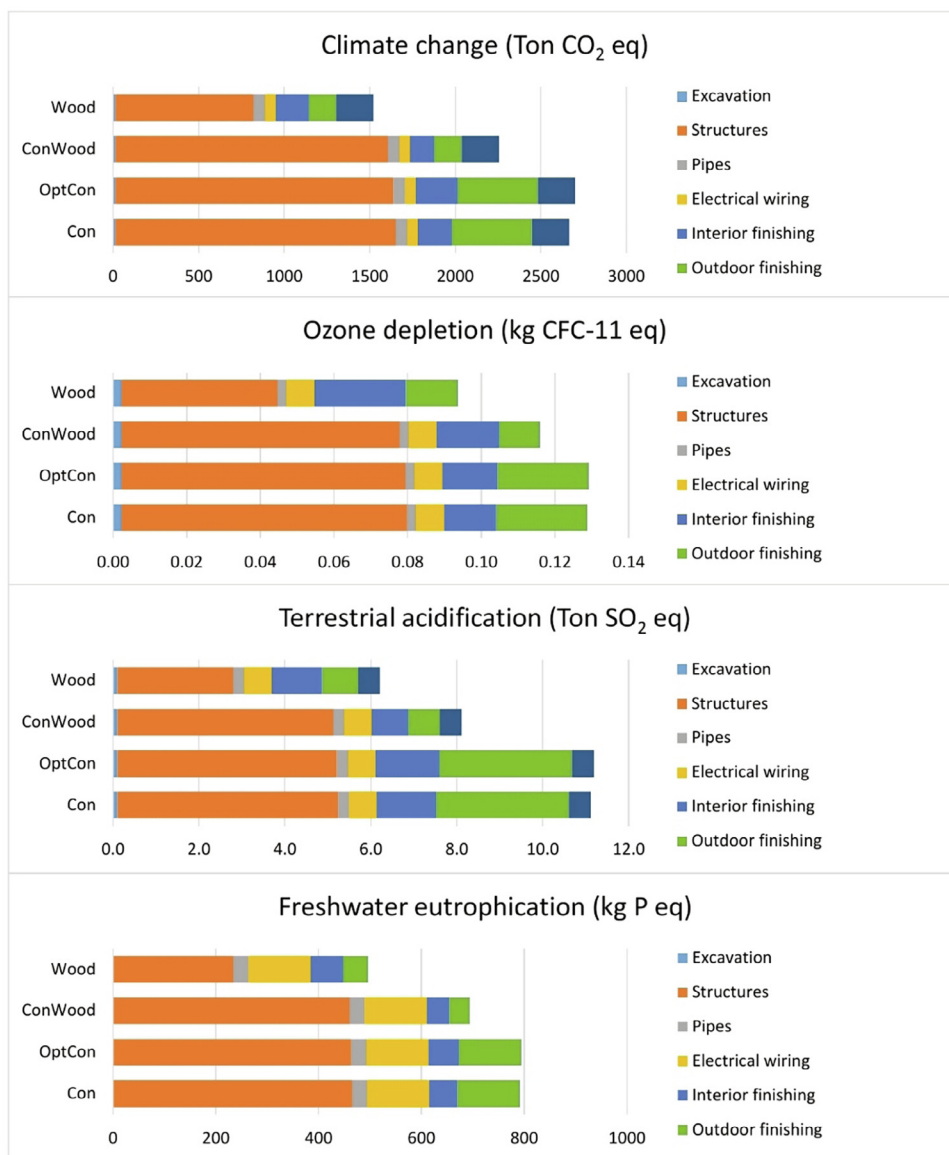 Climate change (Ton CO₂ eq)
Wood
ConWood
OptCon
Con
0 500 1000 1500 2000 2500 3000
Excavation
Structures
Pipes
Electrical wiring
Interior finishing
Outdoor finishing
Ozone depletion (kg CFC-11 eq)
Wood
ConWood
OptCon
Con
0.00 0.02 0.04 0.06 0.08 0.10 0.12 0.14
Excavation
Structures
Pipes
Electrical wiring
Interior finishing
Outdoor finishing
Terrestrial acidification (Ton SO₂ eq)
Wood
ConWood
OptCon
Con
0.0 2.0 4.0 6.0 8.0 10.0 12.0
Excavation
Structures
Pipes
Electrical wiring
Interior finishing
Outdoor finishing
Freshwater eutrophication (kg P eq)
Wood
ConWood
OptCon
Con
0 200 400 600 800 1000
Excavation
Structures
Pipes
Electrical wiring
Interior finishing
Outdoor finishing